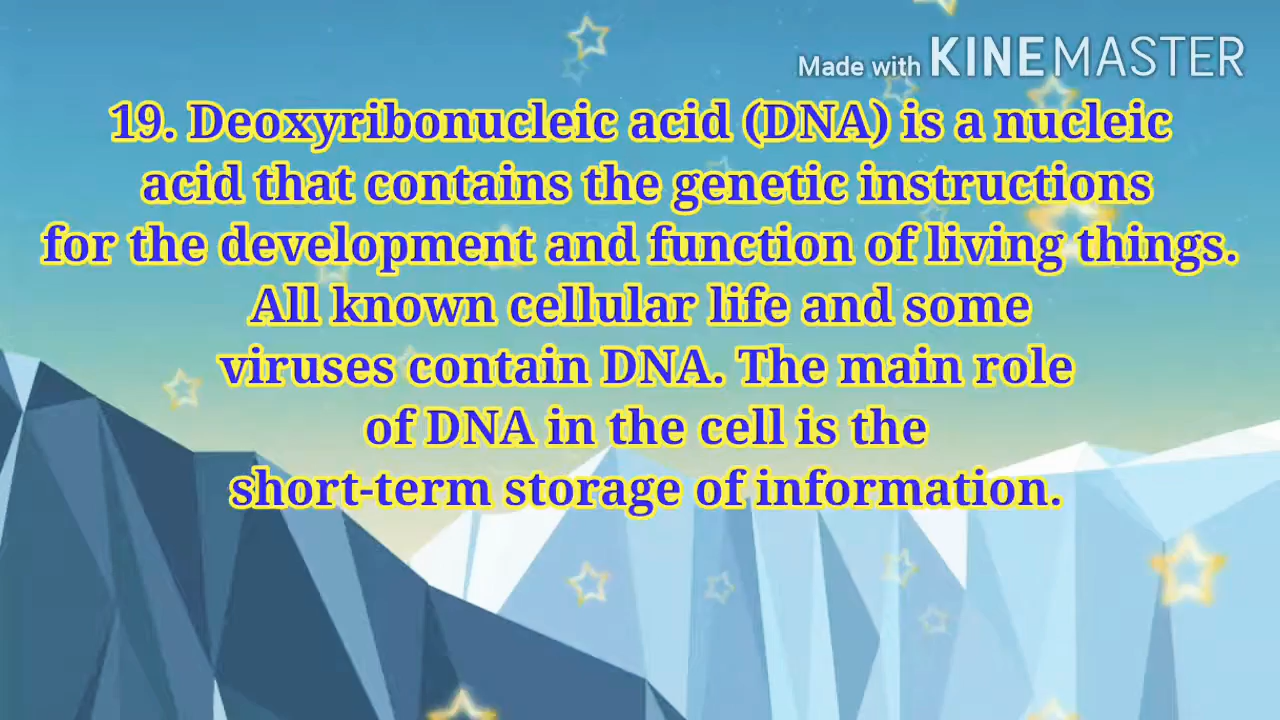 Made with KINEMASTER
19. Deoxyribonucleic acid (DNA) is a nucleic
acid that contains the genetic instructions
for the development and function of living things.
All known cellular life and some
viruses contain DNA. The main role
of DNA in the cell is the
short-term storage of information.